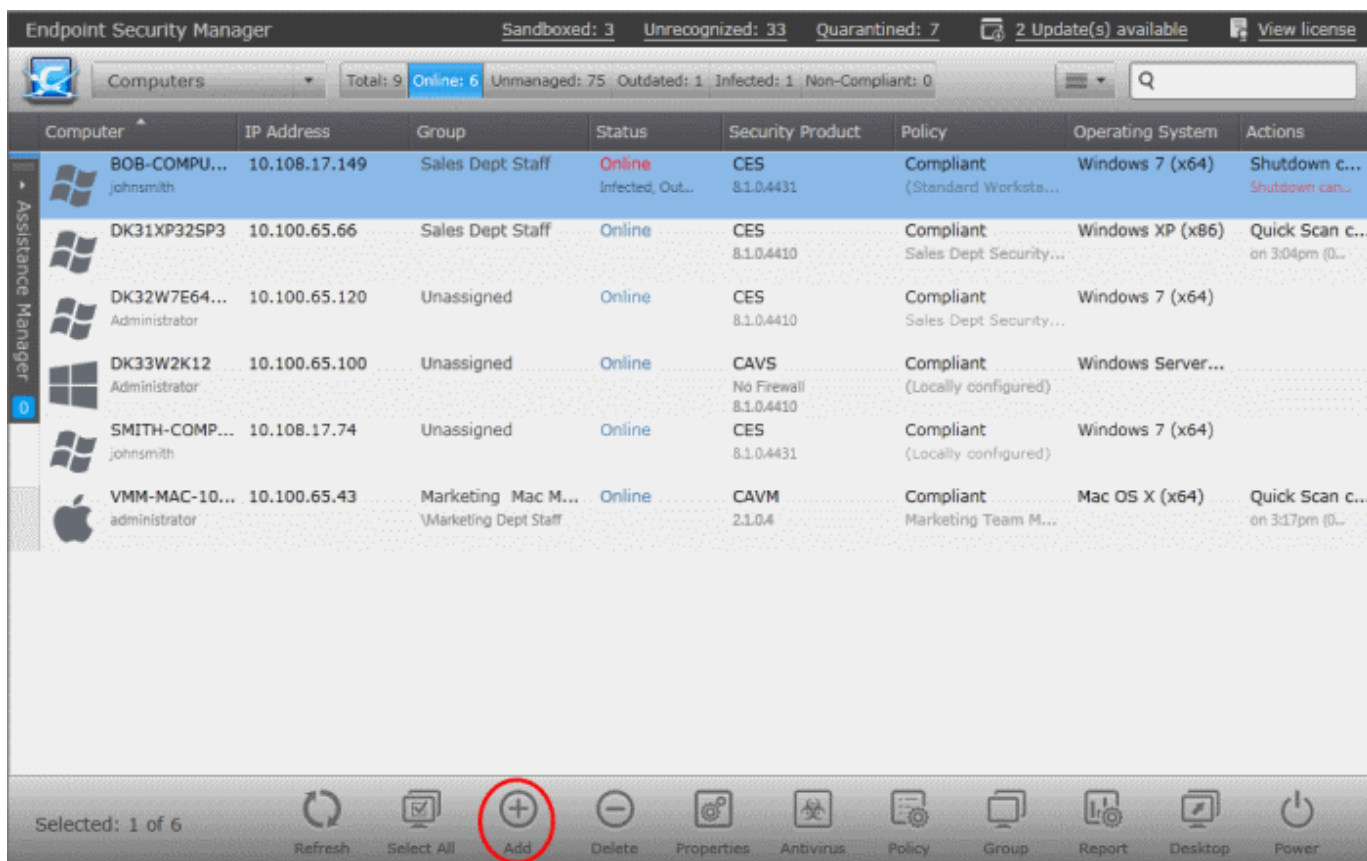 Endpoint Security Manager Sandboxed: 3 Unrecognized: 33 Quarantined: 7 2 Update(s) available View license
Computers Total: 9 Online: 6 Unmanaged: 75 Outdated: 1 Infected: 1 Non-Compliant: 0
Computer IP Address Group Status Security Product Policy Operating System Actions
BOB-COMPU... 10.108.17.149 Sales Dept Staff Online CES Compliant Windows 7 (x64) Shutdown c...
johnsmith Infected, Out... 8.1.0.4431 (Standard Worksta... Shutdown can...
DK31XP32SP3 10.100.65.66 Sales Dept Staff Online CES Compliant Windows XP (x86) Quick Scan c...
8.1.0.4410 Sales Dept Security... on 3:04pm (0...
DK32W7E64... 10.100.65.120 Unassigned Online CES Compliant Windows 7 (x64)
Administrator 8.1.0.4410 Sales Dept Security...
DK33W2K12 10.100.65.100 Unassigned Online CAVS Compliant Windows Server...
Administrator No Firewall (Locally configured)
8.1.0.4410
SMITH-COMP... 10.108.17.74 Unassigned Online CES Compliant Windows 7 (x64)
johnsmith 8.1.0.4431 (Locally configured)
VMM-MAC-10... 10.100.65.43 Marketing Mac M... Online CAVM Compliant Mac OS X (x64) Quick Scan c...
administrator \Marketing Dept Staff 2.1.0.4 Marketing Team M... on 3:17pm (0...
Assistance Manager
0
Selected: 1 of 6
Refresh Select All Add Delete Properties Antivirus Policy Group Report Desktop Power